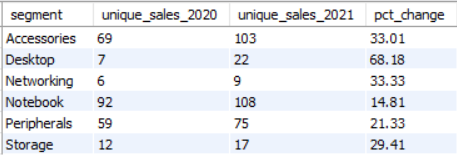 segment unique_sales_2020 unique_sales_2021 pct_change
Accessories 69 103 33.01
Desktop 7 22 68.18
Networking 6 9 33.33
Notebook 92 108 14.81
Peripherals 59 75 21.33
Storage 12 17 29.41